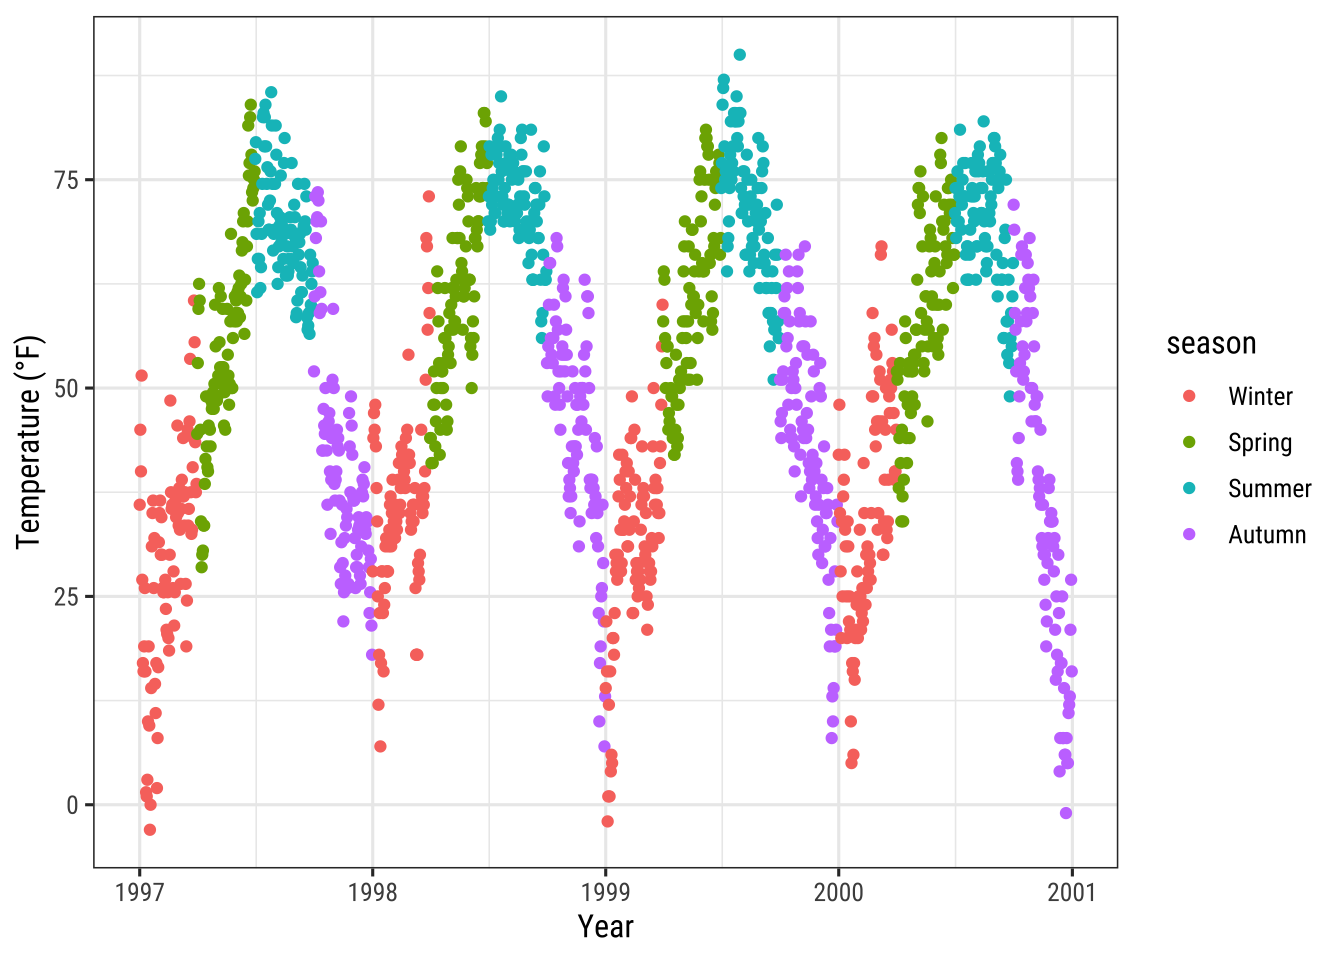 Temperature (°F)
75
50
25
0
1997 1998 1999 2000 2001
Year
season
Winter
Spring
Summer
Autumn